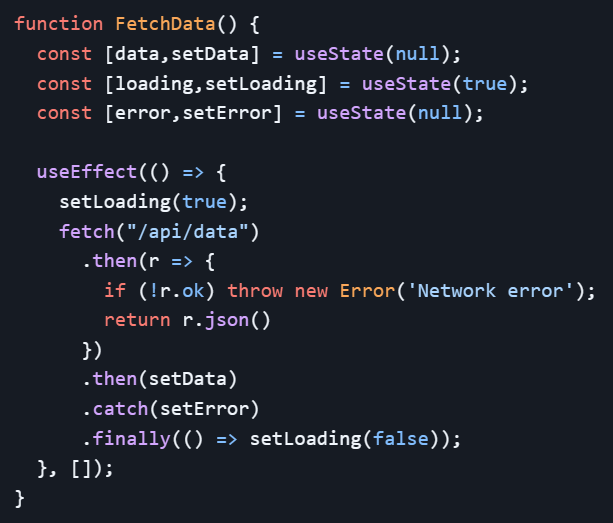 function FetchData() {
  const [data,setData] = useState(null);
  const [loading,setLoading] = useState(true);
  const [error,setError] = useState(null);

  useEffect(() => {
    setLoading(true);
    fetch("/api/data")
      .then(r => {
        if (!r.ok) throw new Error('Network error');
        return r.json()
      })
      .then(setData)
      .catch(setError)
      .finally(() => setLoading(false));
  }, []);
}